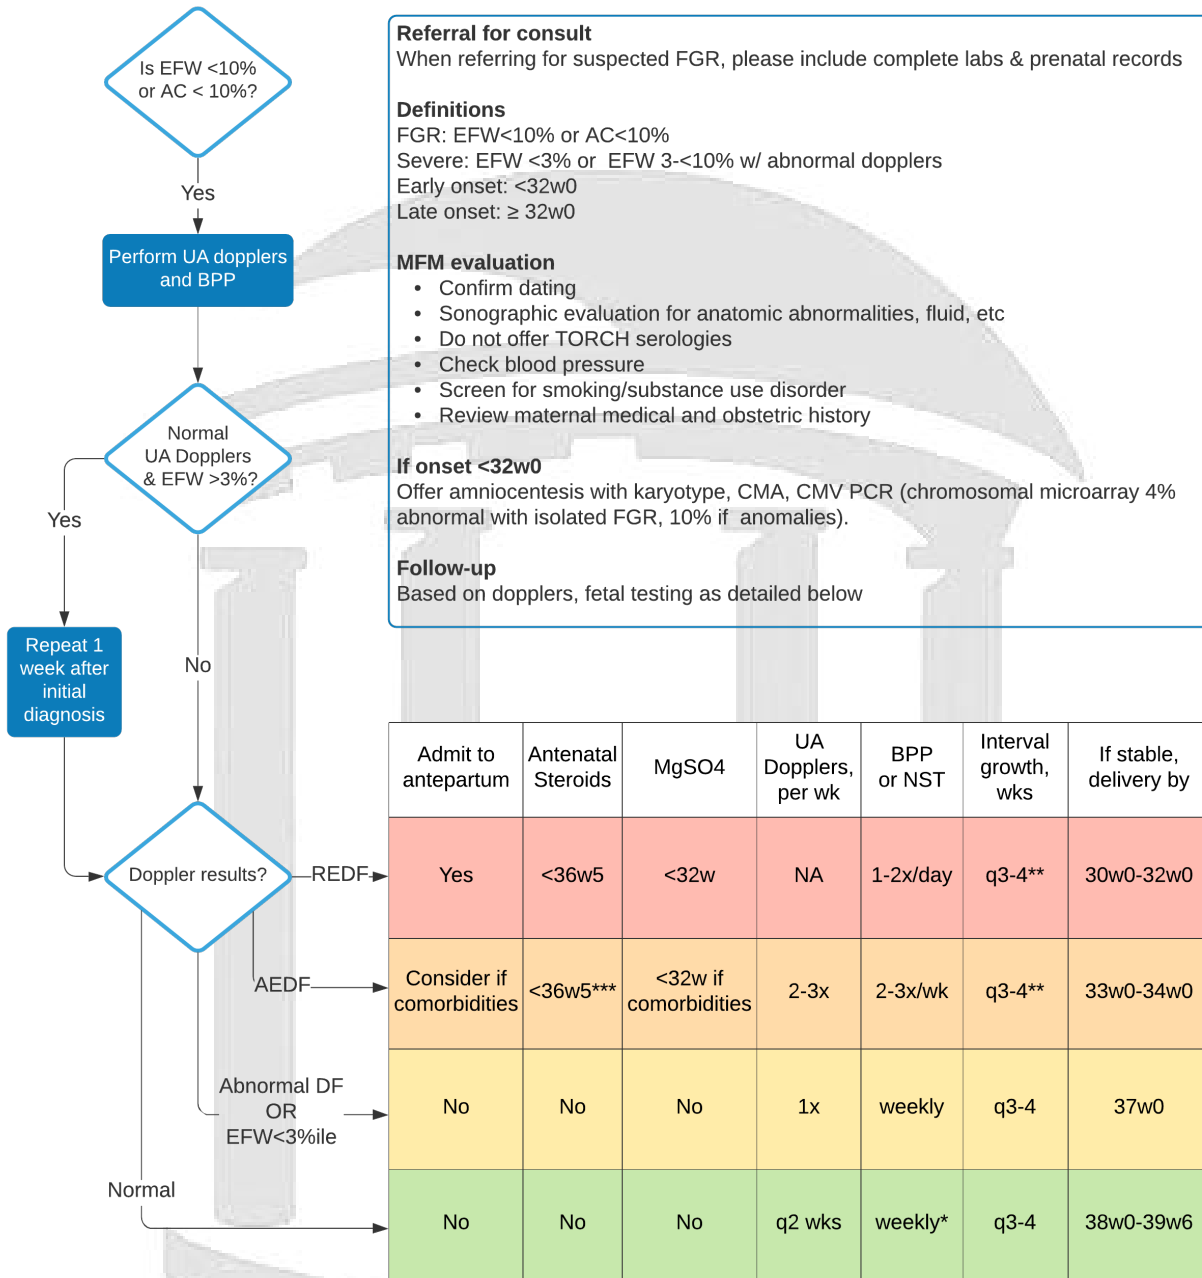 Is EFW <10%
or AC < 10%?
Yes
Perform UA dopplers
and BPP
Normal
UA Dopplers
& EFW >3%?
Yes
Repeat 1
week after
initial
diagnosis
No
Doppler results?
REDF
AEDF
Abnormal DF
OR
EFW<3%ile
Normal
Referral for consult
When referring for suspected FGR, please include complete labs & prenatal records
Definitions
FGR: EFW<10% or AC<10%
Severe: EFW <3% or  EFW 3-<10% w/ abnormal dopplers
Early onset: <32w0
Late onset: ≥ 32w0
MFM evaluation
• Confirm dating
• Sonographic evaluation for anatomic abnormalities, fluid, etc
• Do not offer TORCH serologies
• Check blood pressure
• Screen for smoking/substance use disorder
• Review maternal medical and obstetric history
If onset <32w0
Offer amniocentesis with karyotype, CMA, CMV PCR (chromosomal microarray 4%
abnormal with isolated FGR, 10% if  anomalies).
Follow-up
Based on dopplers, fetal testing as detailed below
Admit to
antepartum
Antenatal
Steroids
MgSO4
UA
Dopplers,
per wk
BPP
or NST
Interval
growth,
wks
If stable,
delivery by
Yes
<36w5
<32w
NA
1-2x/day
q3-4**
30w0-32w0
Consider if
comorbidities
<36w5***
<32w if
comorbidities
2-3x
2-3x/wk
q3-4**
33w0-34w0
No
No
No
1x
weekly
q3-4
37w0
No
No
No
q2 wks
weekly*
q3-4
38w0-39w6